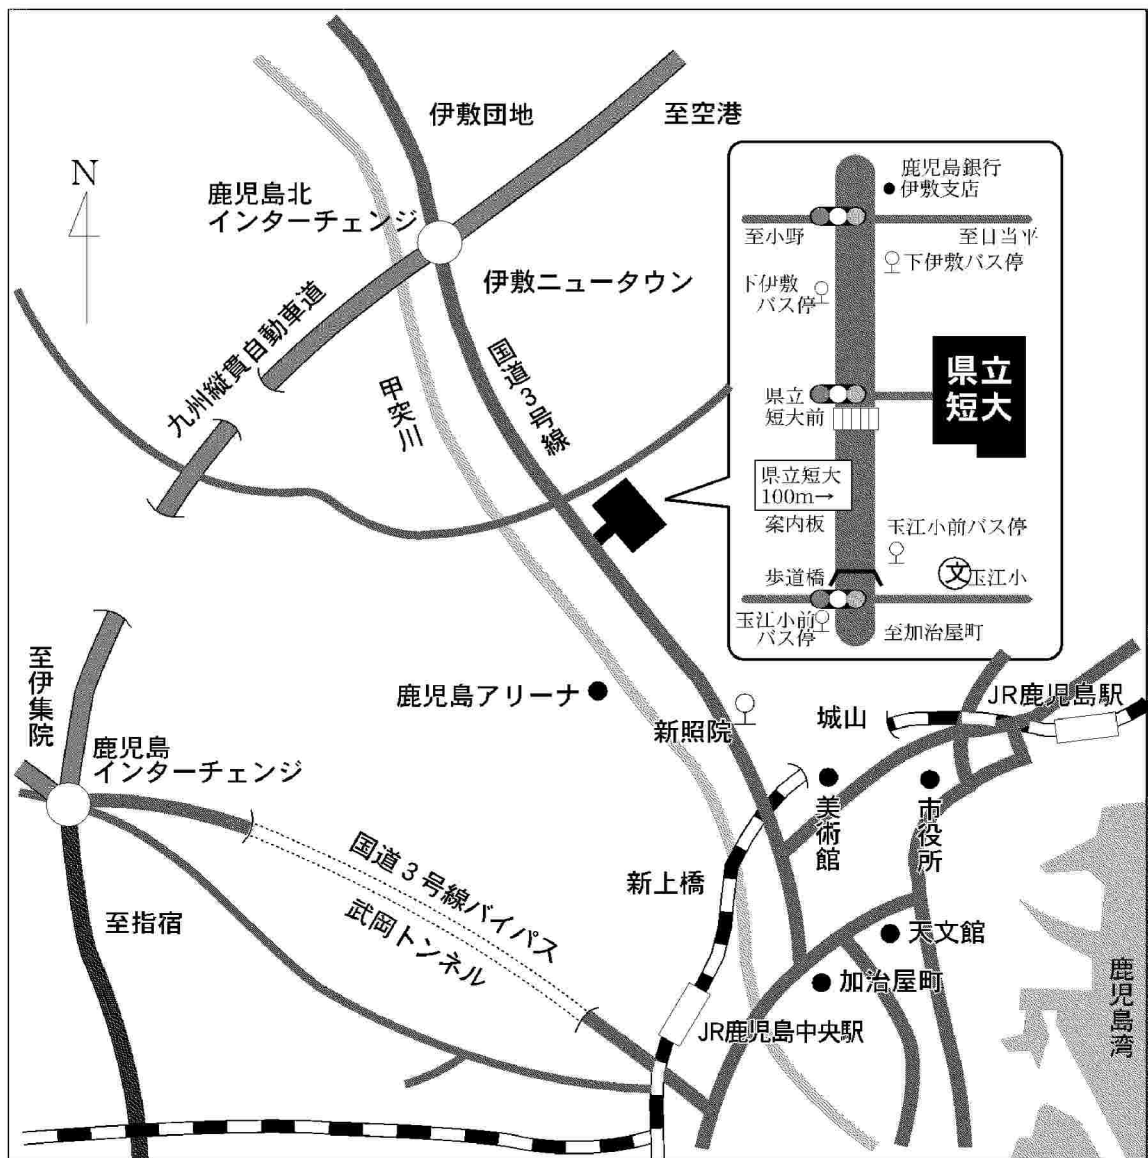 伊敷団地
至空港
N
鹿児島北
インターチェンジ
伊敷ニュータウン
九州縦貫自動車道
国道3号線
甲突川
鹿児島銀行
伊敷支店
至小野
至日当平
下伊敷バス停
下伊敷
バス停
県立
短大
県立
短大前
県立短大
100m→
案内板
玉江小前バス停
歩道橋
文
玉江小
玉江小前
バス停
至加治屋町
至伊集院
鹿児島アリーナ
新照院
城山
JR鹿児島駅
鹿児島
インターチェンジ
美術館
市役所
国道3号線バイパス
武岡トンネル
新上橋
至指宿
天文館
加治屋町
JR鹿児島中央駅
鹿児島湾